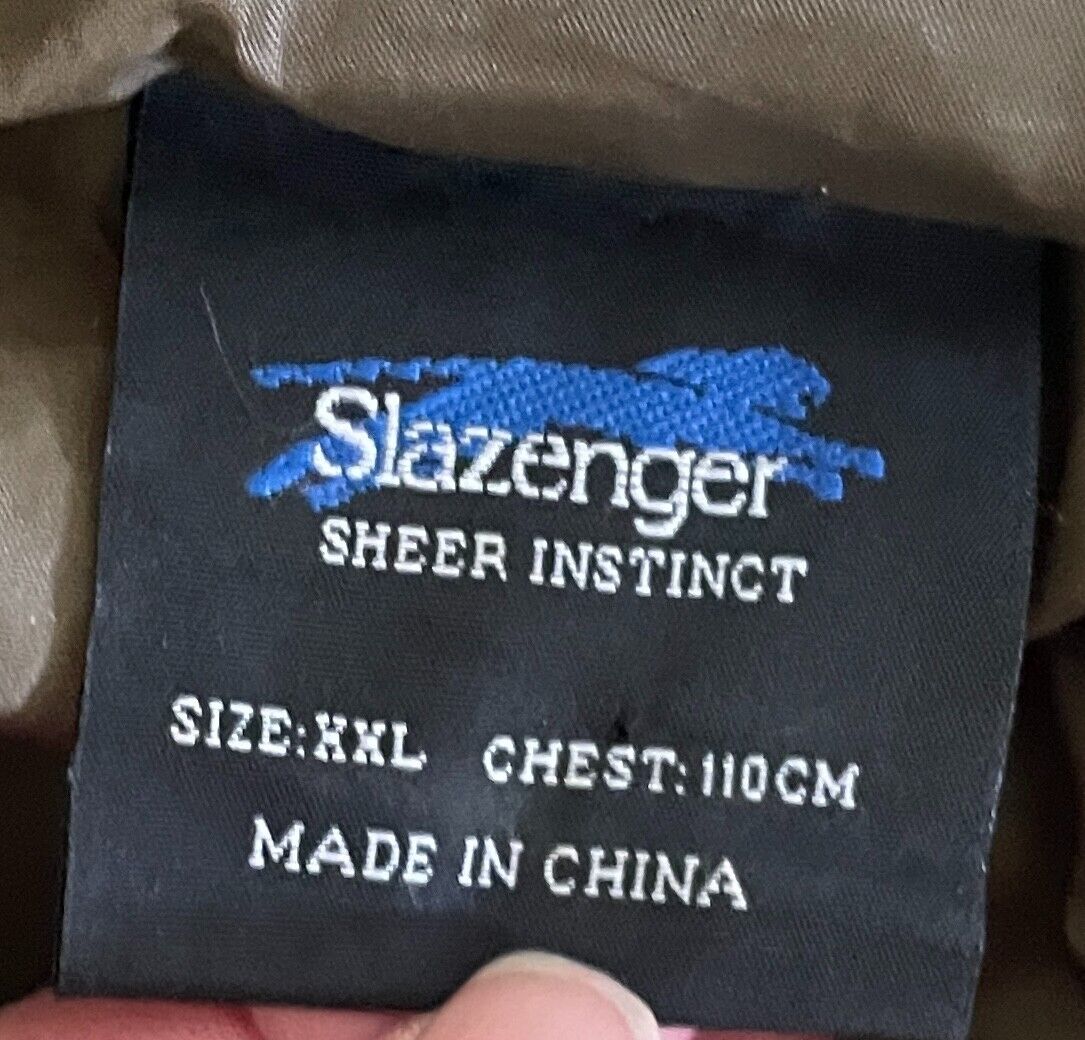 Slazenger
SHEER INSTINCT
SIZE:XXL CHEST:110CM
MADE IN CHINA